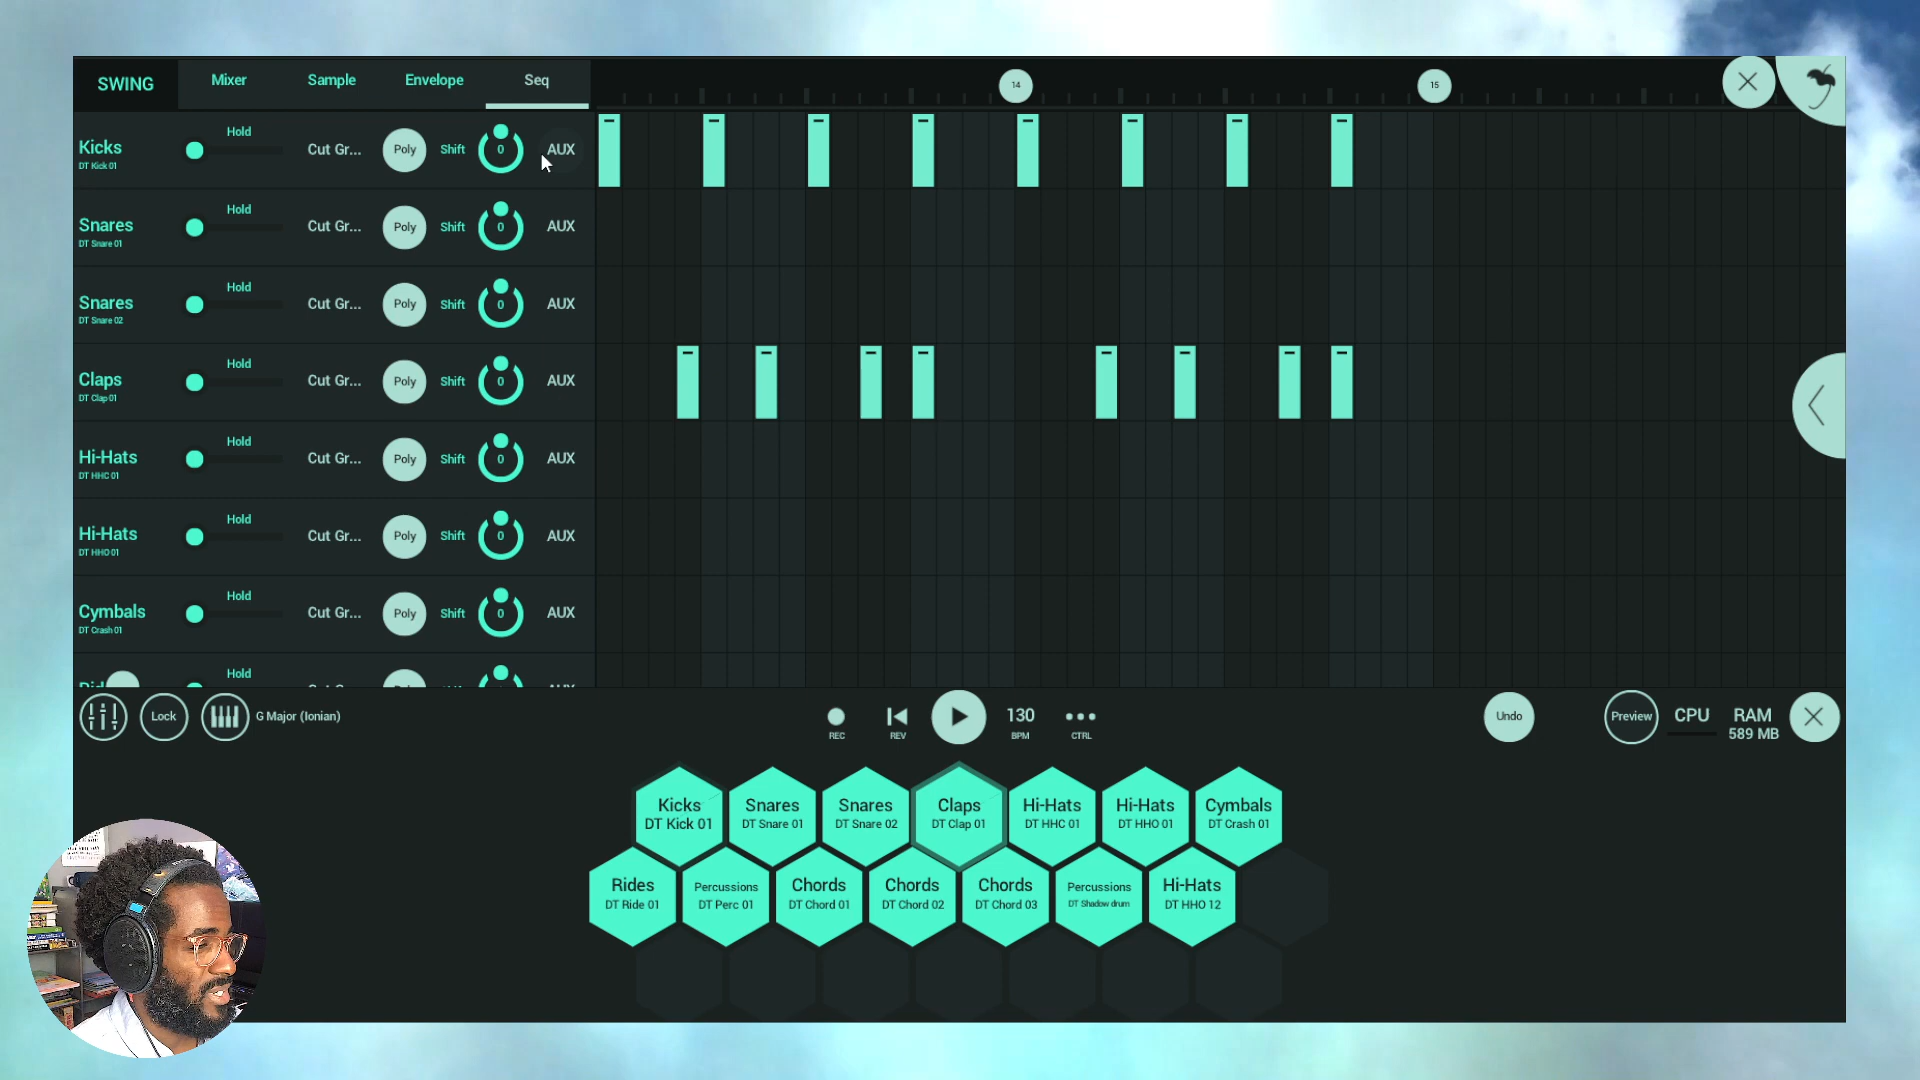 SWING Mixer Sample Envelope Seq 14 15
Kicks Hold Cut Gr... Poly Shift 0 AUX
DT Kick 01
Snares Hold Cut Gr... Poly Shift 0 AUX
DT Snare 01
Snares Hold Cut Gr... Poly Shift 0 AUX
DT Snare 02
Claps Hold Cut Gr... Poly Shift 0 AUX
DT Clap 01
Hi-Hats Hold Cut Gr... Poly Shift 0 AUX
DT HHC 01
Hi-Hats Hold Cut Gr... Poly Shift 0 AUX
DT HHO 01
Cymbals Hold Cut Gr... Poly Shift 0 AUX
DT Crash 01
Hold
Lock G Major (Ionian) REC REV 130 BPM CTRL Undo Preview CPU RAM
589 MB
Kicks Snares Snares Claps Hi-Hats Hi-Hats Cymbals
DT Kick 01 DT Snare 01 DT Snare 02 DT Clap 01 DT HHC 01 DT HHO 01 DT Crash 01
Rides Percussions Chords Chords Chords Percussions Hi-Hats
DT Ride 01 DT Perc 01 DT Chord 01 DT Chord 02 DT Chord 03 DT Shadow drum DT HHO 12